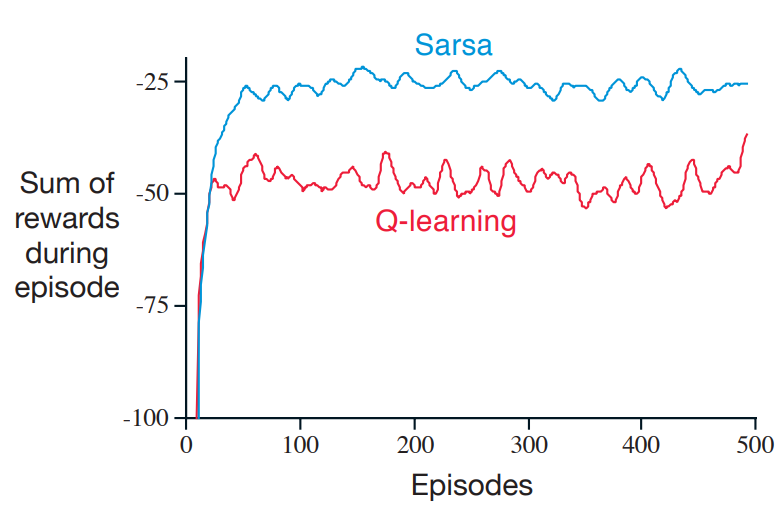 Sarsa
-25
Sum of
rewards
during
episode
-50
Q-learning
-75
-100
0 100 200 300 400 500
Episodes